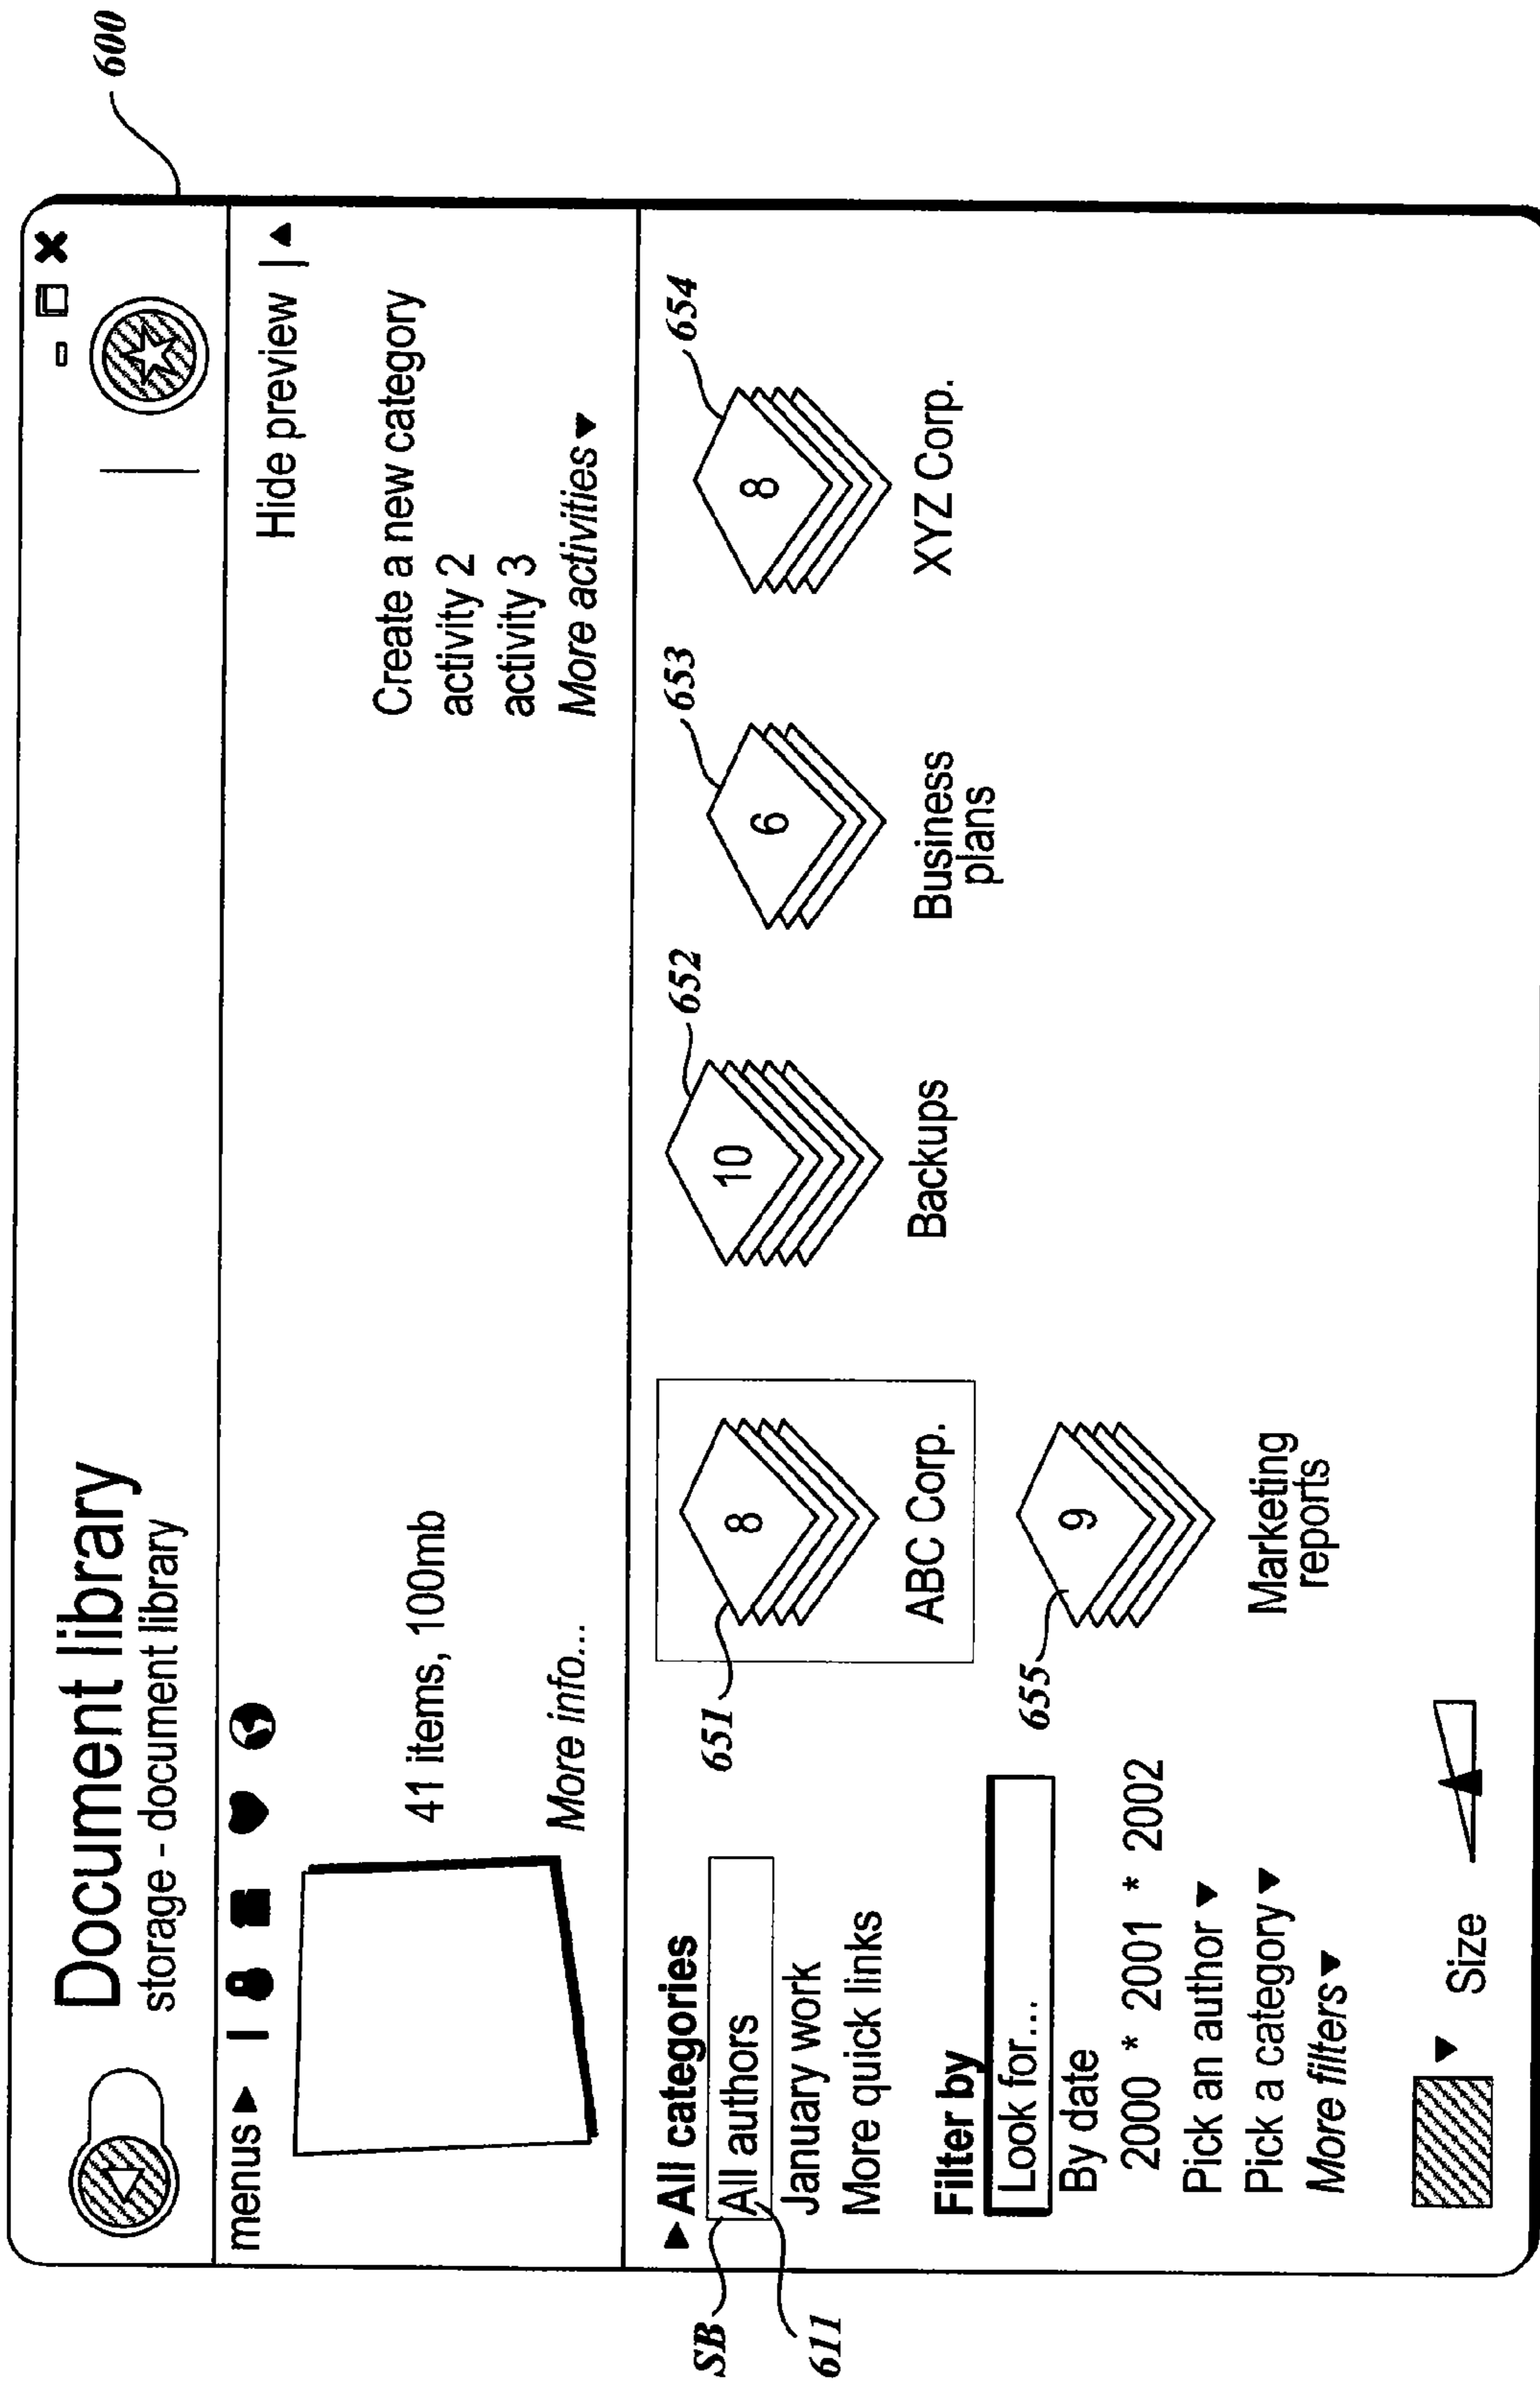 600
Document library
storage - document library
menus
Hide preview
41 items, 100mb
More info...
Create a new category
activity 2
activity 3
More activities
All categories
SB
All authors
611
January work
More quick links
Filter by
Look for...
By date
2000 * 2001 * 2002
Pick an author
Pick a category
More filters
Size
651
8
ABC Corp.
652
10
Backups
653
6
Business
plans
654
8
XYZ Corp.
655
9
Marketing
reports